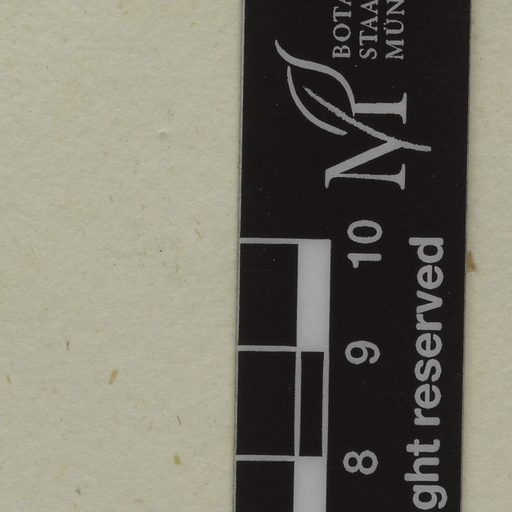 BOTA
STAA
MÜN
M
10
9
8
ght reserved